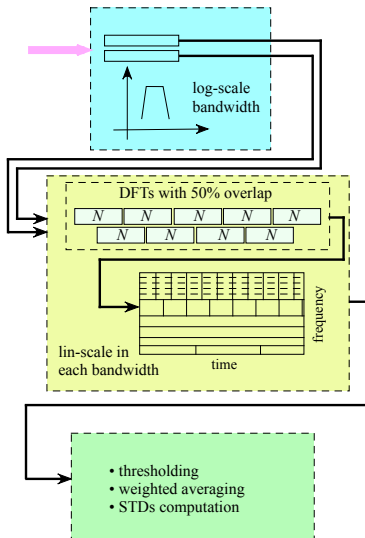 log-scale
bandwidth
DFTs with 50% overlap
N N N N N
N N N N
frequency
lin-scale in
each bandwidth
time
• thresholding
• weighted averaging
• STDs computation